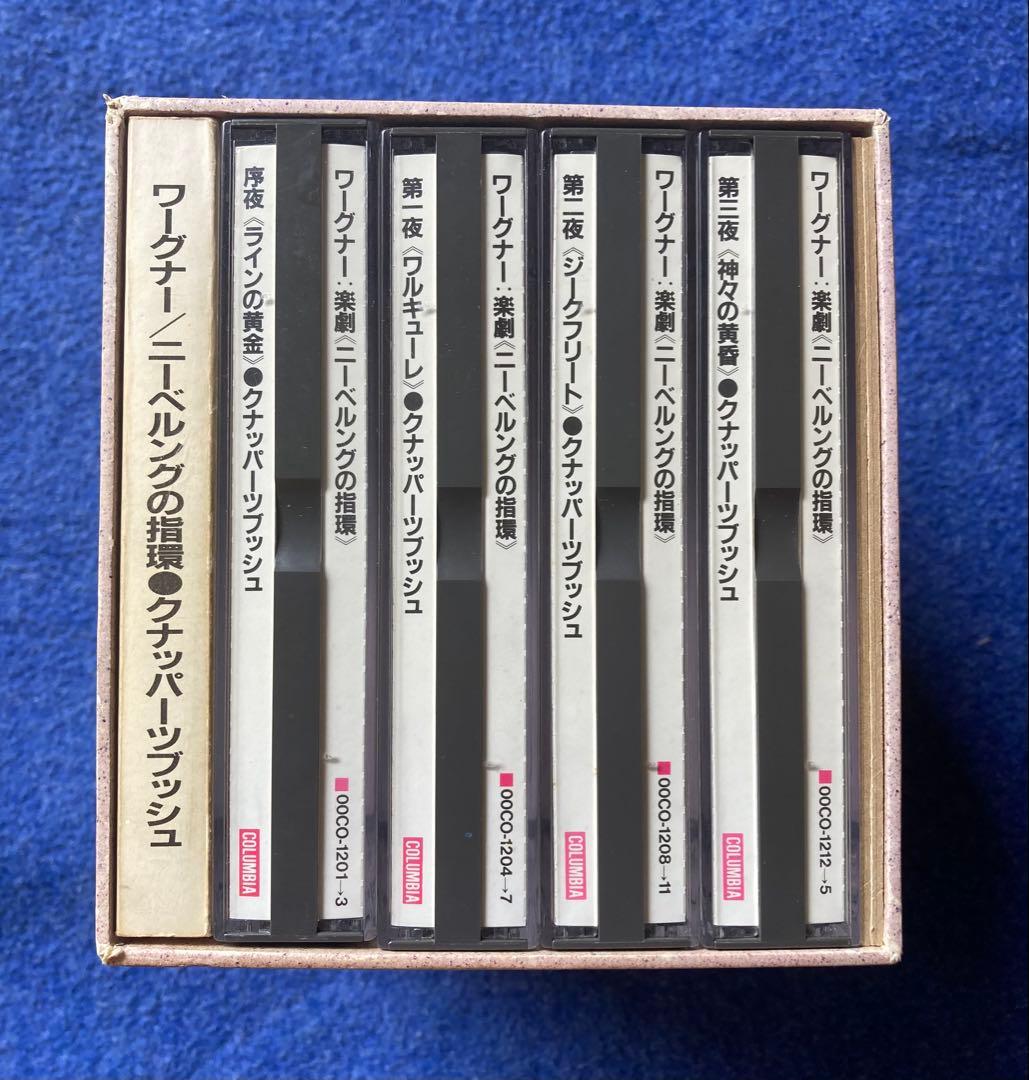 ワーグナー/ニーベルングの指環●クナッパーツブッシュ
ワーグナー：楽劇《ニーベルングの指環》
序夜《ラインの黄金》●クナッパーツブッシュ
00CO-1201→3
COLUMBIA
ワーグナー：楽劇《ニーベルングの指環》
第一夜《ワルキューレ》●クナッパーツブッシュ
00CO-1204→7
COLUMBIA
ワーグナー：楽劇《ニーベルングの指環》
第二夜《ジークフリート》●クナッパーツブッシュ
00CO-1208→11
COLUMBIA
ワーグナー：楽劇《ニーベルングの指環》
第三夜《神々の黄昏》●クナッパーツブッシュ
00CO-1212→5
COLUMBIA